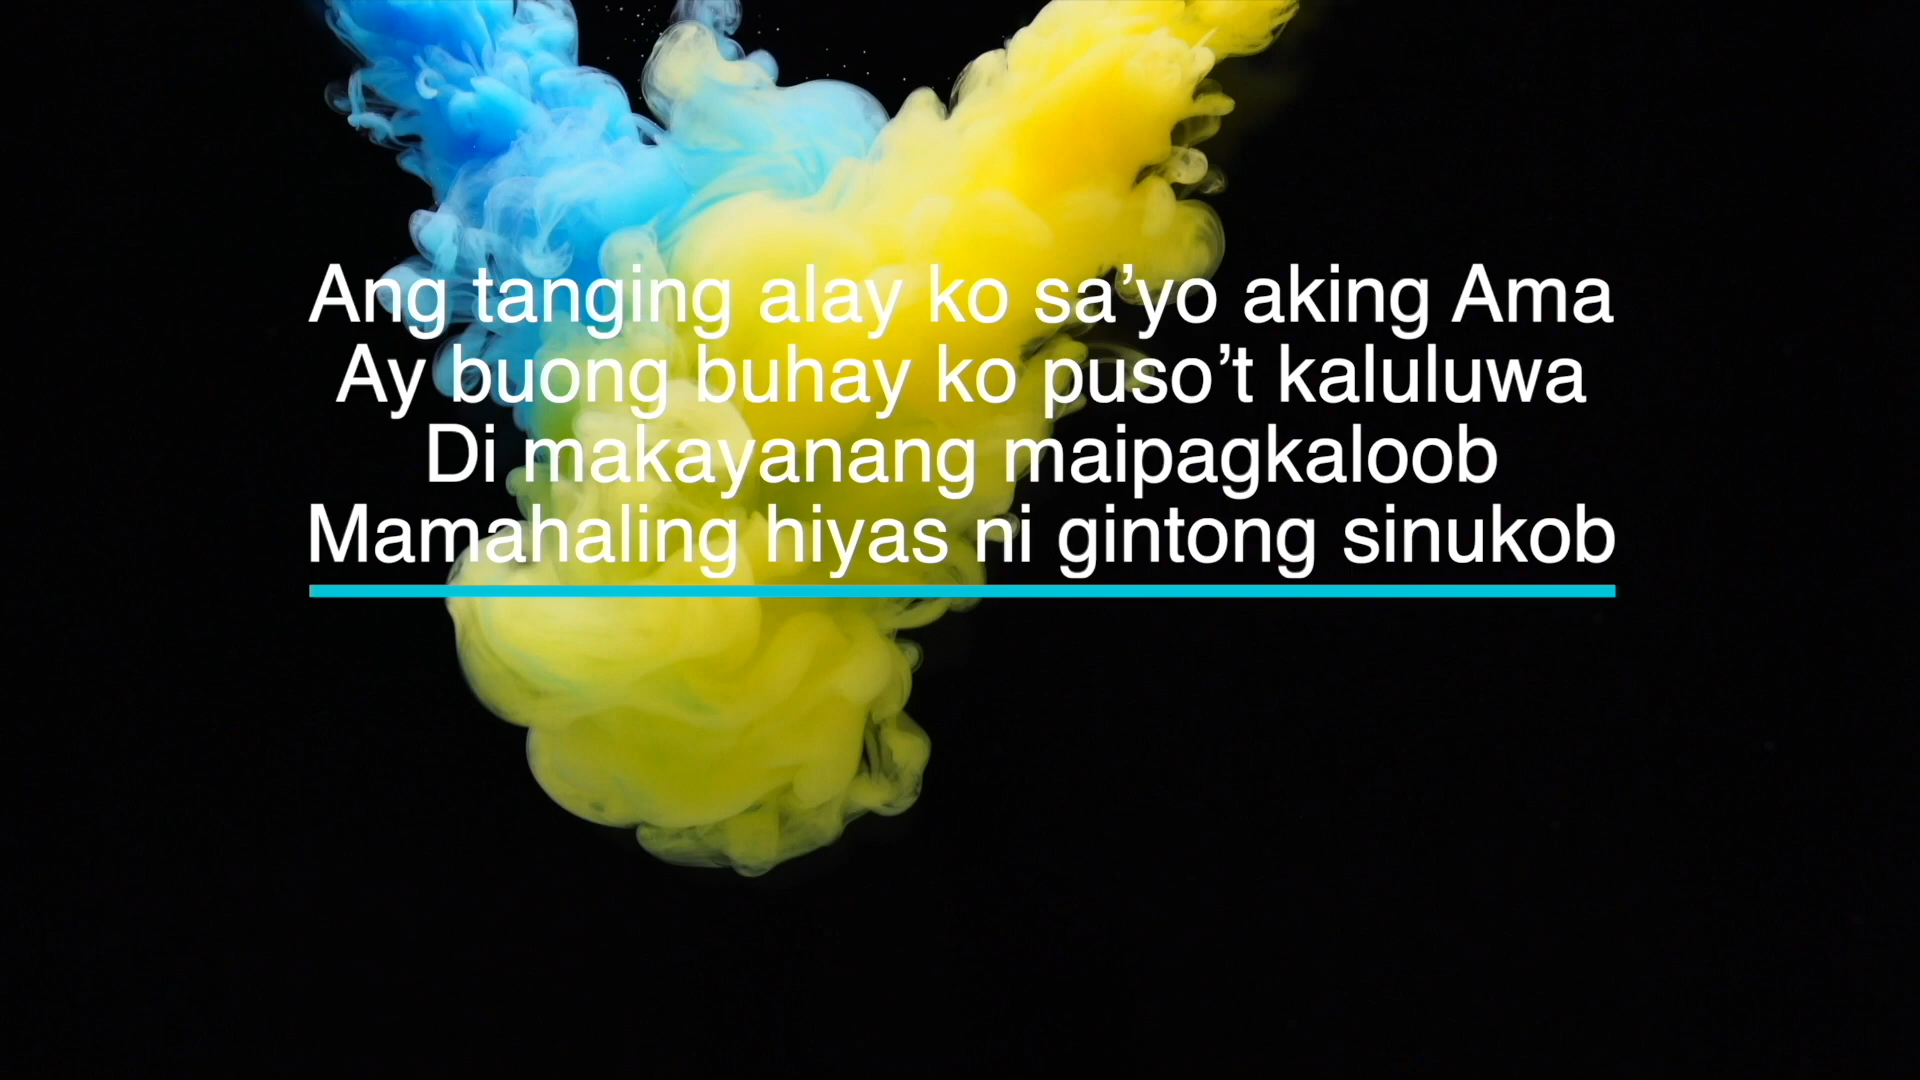 Ang tanging alay ko sa’yo aking Ama
Ay buong buhay ko puso’t kaluluwa
Di makayanang maipagkaloob
Mamahaling hiyas ni gintong sinukob